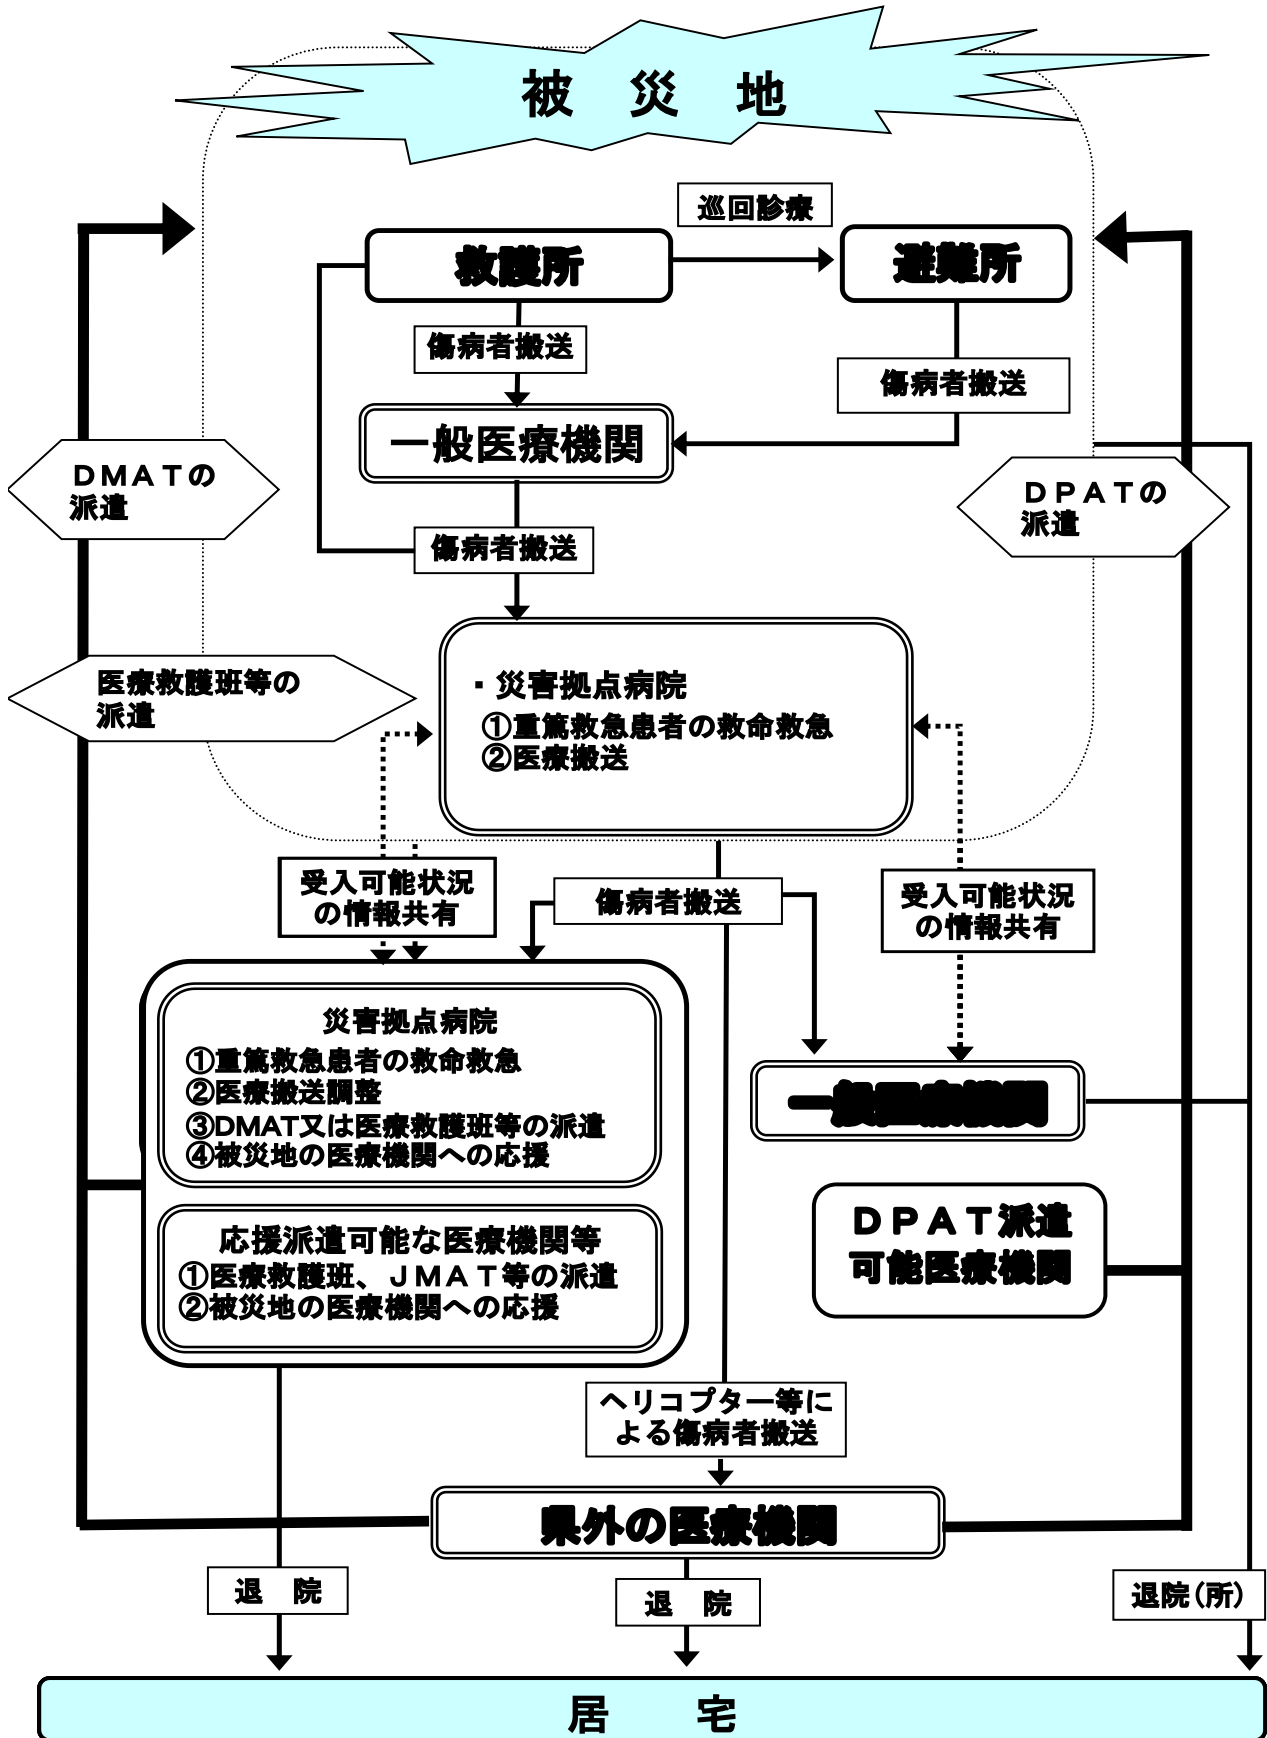 被　災　地
巡回診療
救護所
避難所
傷病者搬送
傷病者搬送
一般医療機関
ＤＭＡＴの
派遣
ＤＰＡＴの
派遣
傷病者搬送
医療救護班等の
派遣
・災害拠点病院
①重篤救急患者の救命救急
②医療搬送
受入可能状況
の情報共有
傷病者搬送
受入可能状況
の情報共有
災害拠点病院
①重篤救急患者の救命救急
②医療搬送調整
③DMAT又は医療救護班等の派遣
④被災地の医療機関への応援
一般医療機関
ＤＰＡＴ派遣
可能医療機関
応援派遣可能な医療機関等
①医療救護班、ＪＭＡＴ等の派遣
②被災地の医療機関への応援
ヘリコプター等に
よる傷病者搬送
県外の医療機関
退　院
退　院
退院（所）
居　　宅